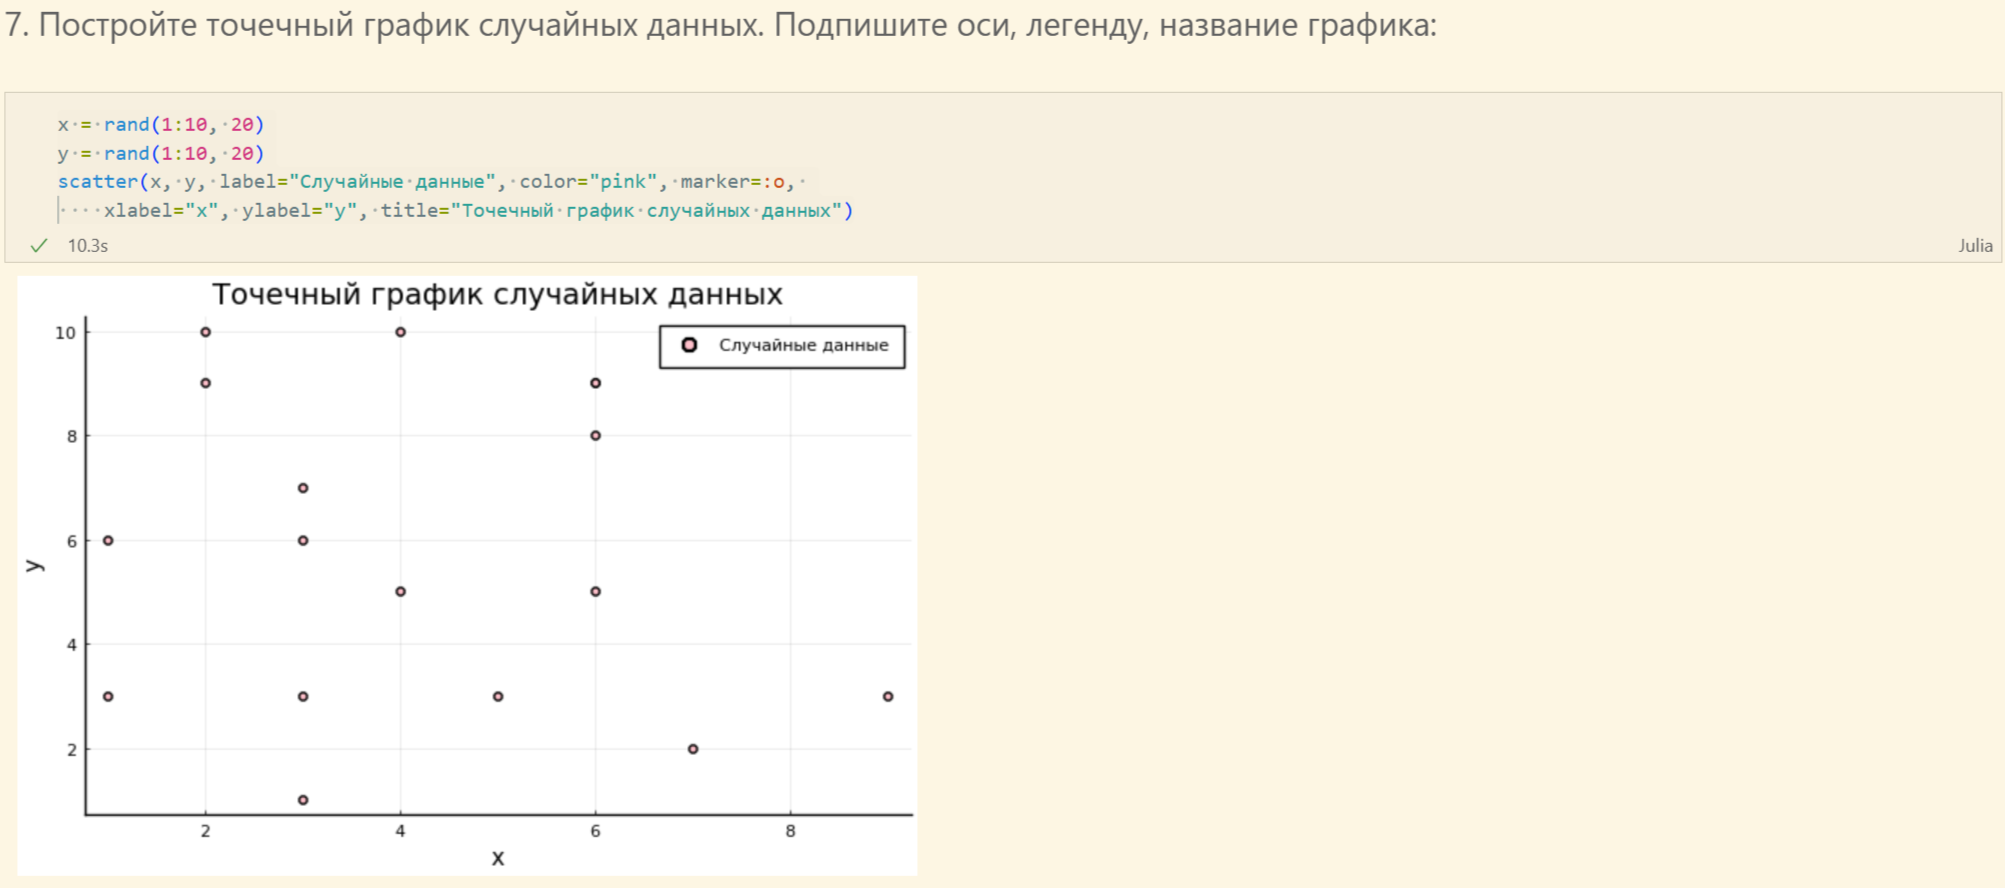 7. Постройте точечный график случайных данных. Подпишите оси, легенду, название графика:
x = rand(1:10, 20)
y = rand(1:10, 20)
scatter(x, y, label="Случайные данные", color="pink", marker=:o,
xlabel="x", ylabel="y", title="Точечный график случайных данных")
10.3s
Julia
Точечный график случайных данных
Случайные данные
10
8
6
4
2
y
2 4 6 8
x